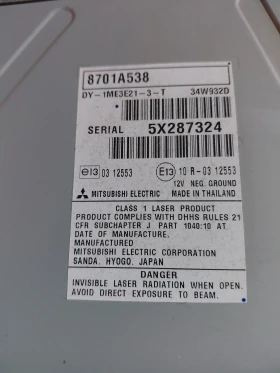 8701A538
DY-1ME3E21-3-T 34W932D
SERIAL 5X287324
e13 03 12553 E13 10 R-03 12553
12V NEG. GROUND
MITSUBISHI ELECTRIC MADE IN THAILAND
CLASS 1 LASER PRODUCT
PRODUCT COMPLIES WITH DHHS RULES 21
CFR SUBCHAPTER J PART 1040:10 AT
DATE OF MANUFACTURE.
MANUFACTURED
MITSUBISHI ELECTRIC CORPORATION
SANDA, HYOGO, JAPAN
DANGER
INVISIBLE LASER RADIATION WHEN OPEN.
AVOID DIRECT EXPOSURE TO BEAM.